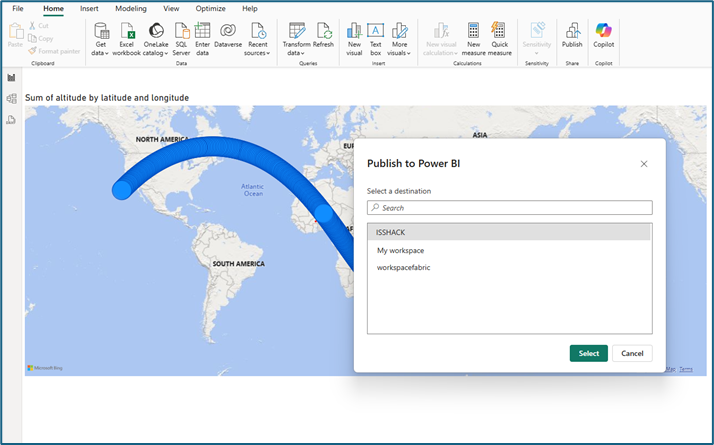 File Home Insert Modeling View Optimize Help
Paste
Cut
Copy
Format painter
Clipboard
Get data
Excel workbook
OneLake catalog
SQL Server
Enter data
Dataverse
Recent sources
Data
Transform data
Refresh
Queries
New visual
Text box
More visuals
Insert
New visual calculation
New measure
Quick measure
Calculations
Sensitivity
Sensitivity
Publish
Share
Copilot
Copilot
Sum of altitude by latitude and longitude
NORTH AMERICA
EU
ASIA
Atlantic
Ocean
AF
SOUTH AMERICA
Microsoft Bing
Map Terms
Publish to Power BI
Select a destination
Search
ISSHACK
My workspace
workspacefabric
Select Cancel